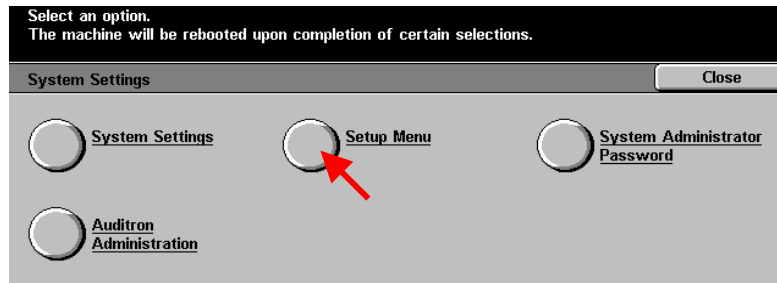 Select an option.
The machine will be rebooted upon completion of certain selections.
System Settings
Close
System Settings
Setup Menu
System Administrator
Password
Auditron
Administration